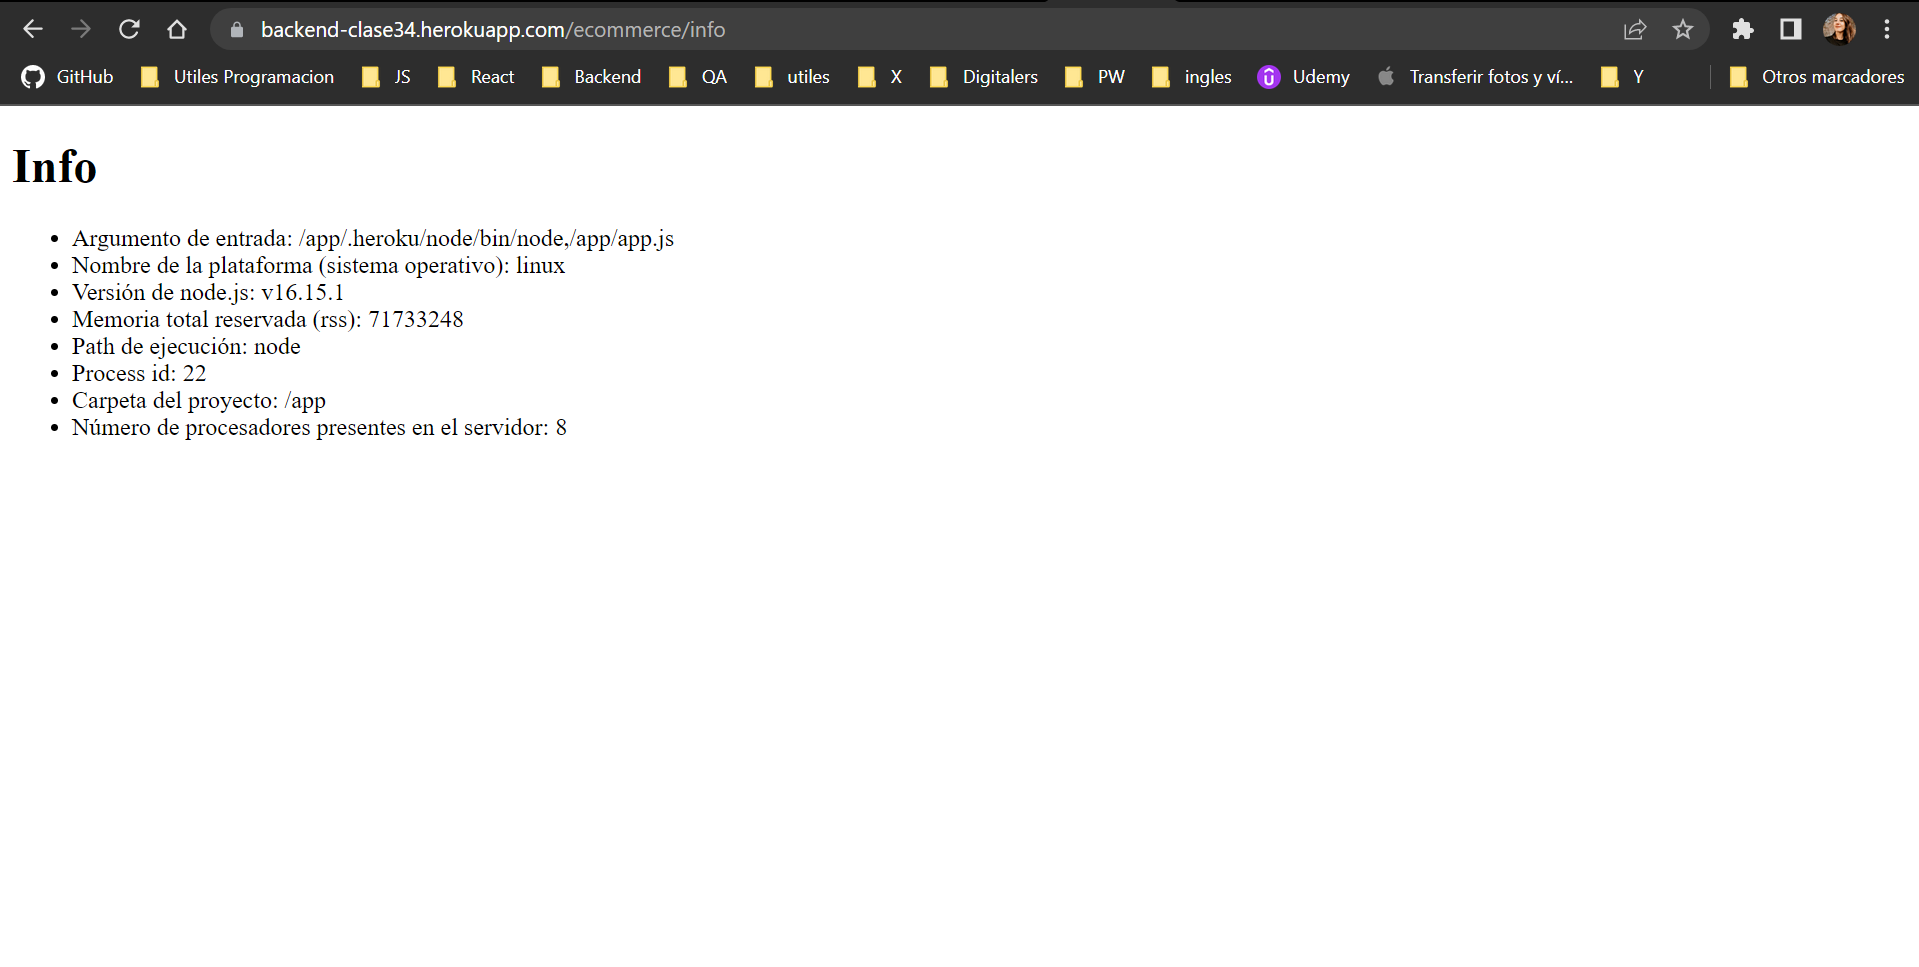 backend-clase34.herokuapp.com/ecommerce/info
GitHub Utiles Programacion JS React Backend QA utiles X Digitalers PW ingles Udemy Transferir fotos y ví... Y Otros marcadores
Info
• Argumento de entrada: /app/.heroku/node/bin/node,/app/app.js
• Nombre de la plataforma (sistema operativo): linux
• Versión de node.js: v16.15.1
• Memoria total reservada (rss): 71733248
• Path de ejecución: node
• Process id: 22
• Carpeta del proyecto: /app
• Número de procesadores presentes en el servidor: 8